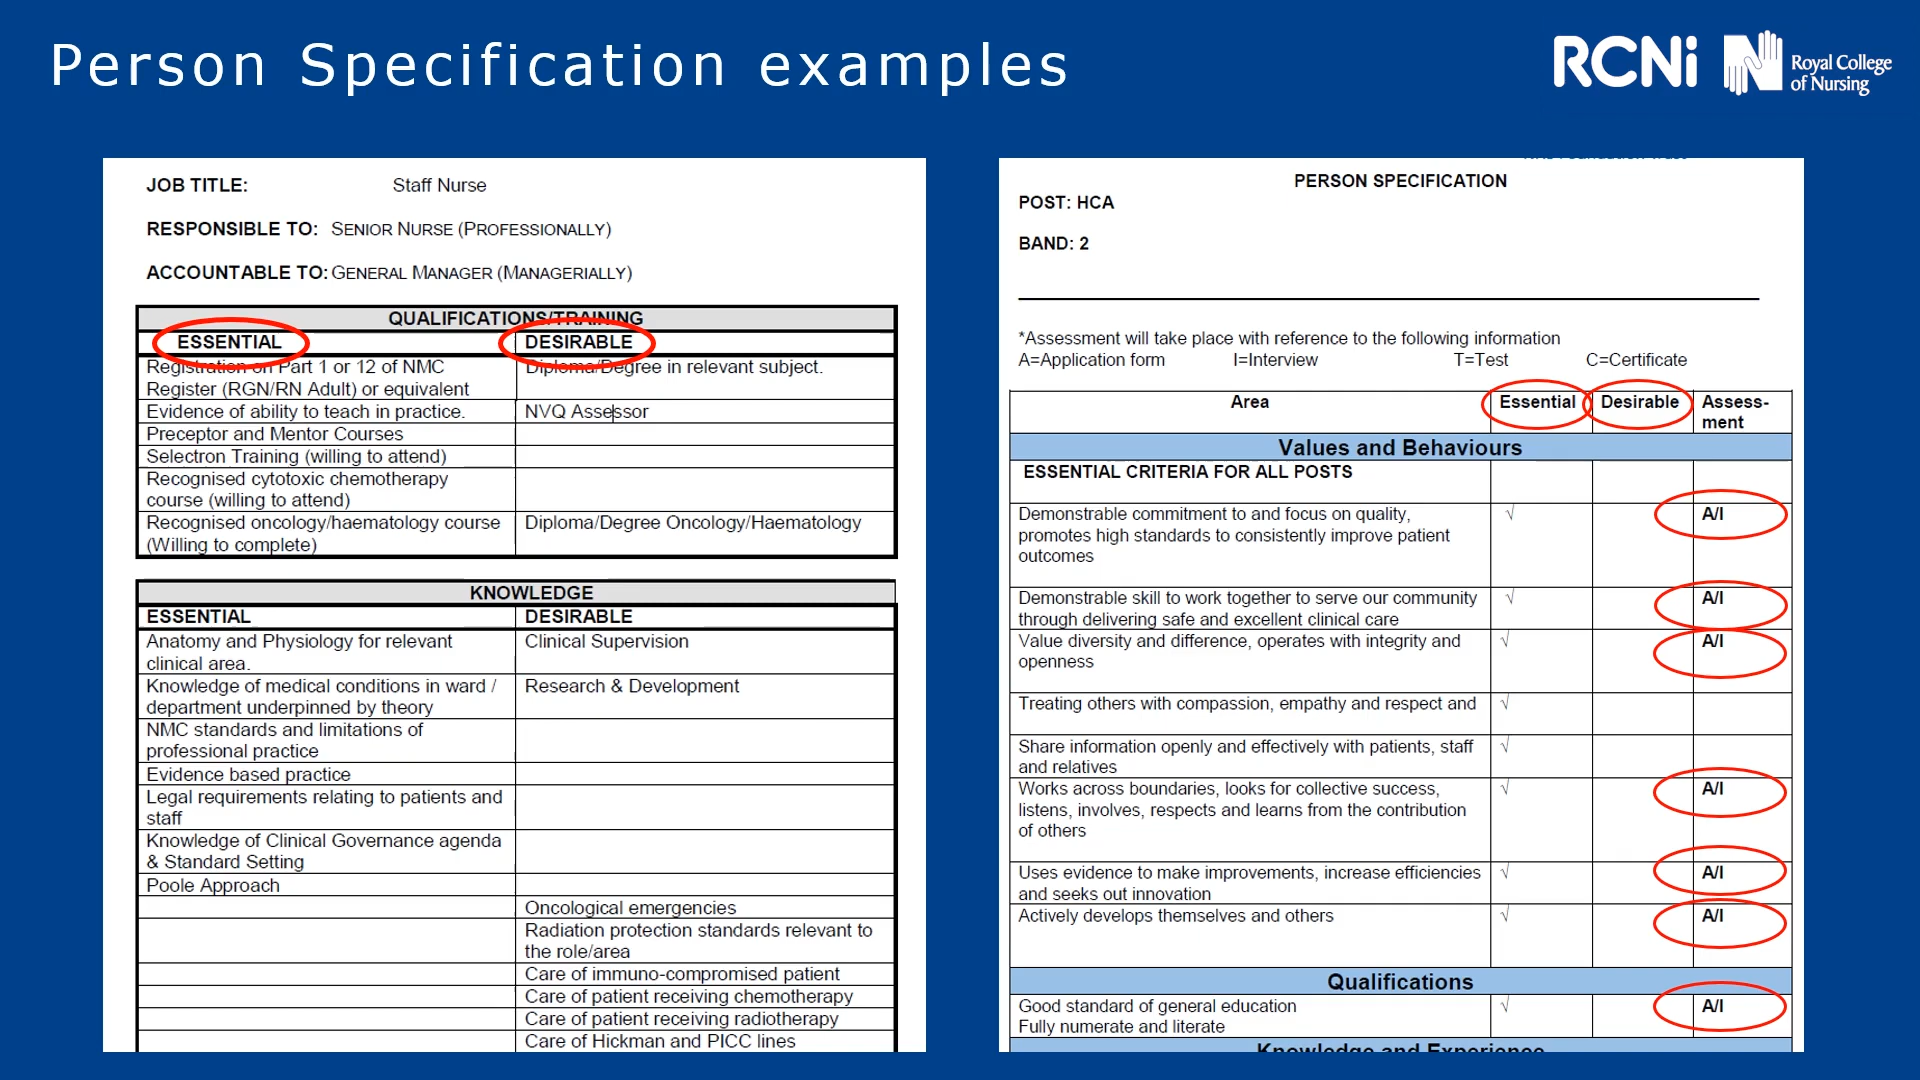 Person Specification examples
RCNi
Royal College
of Nursing
JOB TITLE: Staff Nurse
RESPONSIBLE TO: SENIOR NURSE (PROFESSIONALLY)
ACCOUNTABLE TO: GENERAL MANAGER (MANAGERIALLY)
QUALIFICATIONS/TRAINING
ESSENTIAL DESIRABLE
Registration on Part 1 or 12 of NMC Diploma/Degree in relevant subject.
Register (RGN/RN Adult) or equivalent
Evidence of ability to teach in practice. NVQ Assessor
Preceptor and Mentor Courses
Selectron Training (willing to attend)
Recognised cytotoxic chemotherapy
course (willing to attend)
Recognised oncology/haematology course Diploma/Degree Oncology/Haematology
(Willing to complete)
KNOWLEDGE
ESSENTIAL DESIRABLE
Anatomy and Physiology for relevant Clinical Supervision
clinical area.
Knowledge of medical conditions in ward / Research & Development
department underpinned by theory
NMC standards and limitations of
professional practice
Evidence based practice
Legal requirements relating to patients and
staff
Knowledge of Clinical Governance agenda
& Standard Setting
Poole Approach
Oncological emergencies
Radiation protection standards relevant to
the role/area
Care of immuno-compromised patient
Care of patient receiving chemotherapy
Care of patient receiving radiotherapy
Care of Hickman and PICC lines
PERSON SPECIFICATION
POST: HCA
BAND: 2
*Assessment will take place with reference to the following information
A=Application form I=Interview T=Test C=Certificate
Area Essential Desirable Assess-
ment
Values and Behaviours
ESSENTIAL CRITERIA FOR ALL POSTS
Demonstrable commitment to and focus on quality, √ A/I
promotes high standards to consistently improve patient
outcomes
Demonstrable skill to work together to serve our community √ A/I
through delivering safe and excellent clinical care
Value diversity and difference, operates with integrity and √ A/I
openness
Treating others with compassion, empathy and respect and √
Share information openly and effectively with patients, staff √
and relatives
Works across boundaries, looks for collective success, √ A/I
listens, involves, respects and learns from the contribution
of others
Uses evidence to make improvements, increase efficiencies √ A/I
and seeks out innovation
Actively develops themselves and others √ A/I
Qualifications
Good standard of general education √ A/I
Fully numerate and literate
Knowledge and Experience